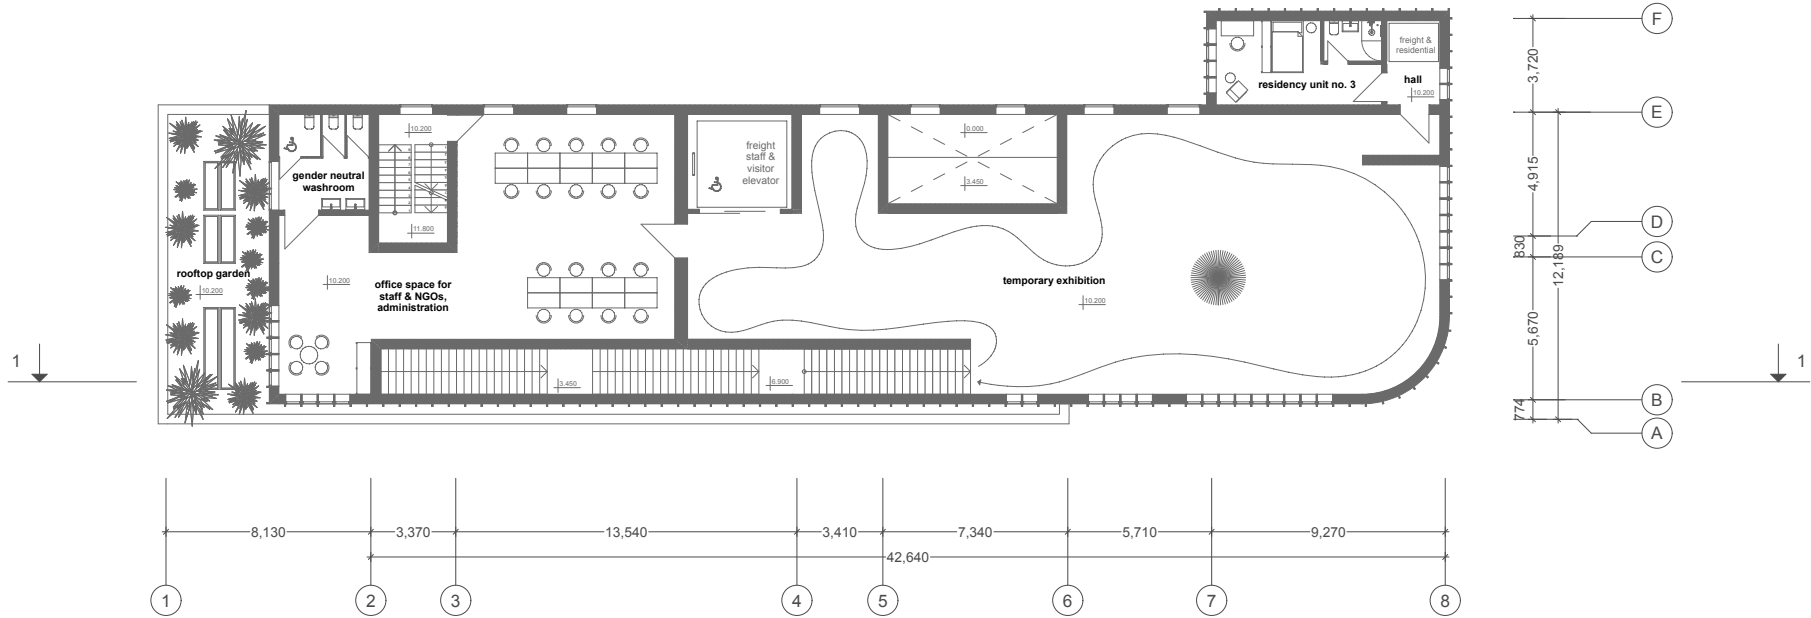 F
freight &
residential
3,720
residency unit no. 3
hall
10.200
E
10.200
0.000
freight
staff &
visitor
elevator
gender neutral
washroom
3.450
4,915
11.800
D
830
12,189
C
rooftop garden
10.200
10.200
office space for
staff & NGOs,
administration
temporary exhibition
10.200
5,670
1
1
3.450
6.900
B
774
A
8,130
3,370
13,540
3,410
7,340
5,710
9,270
42,640
1
2
3
4
5
6
7
8